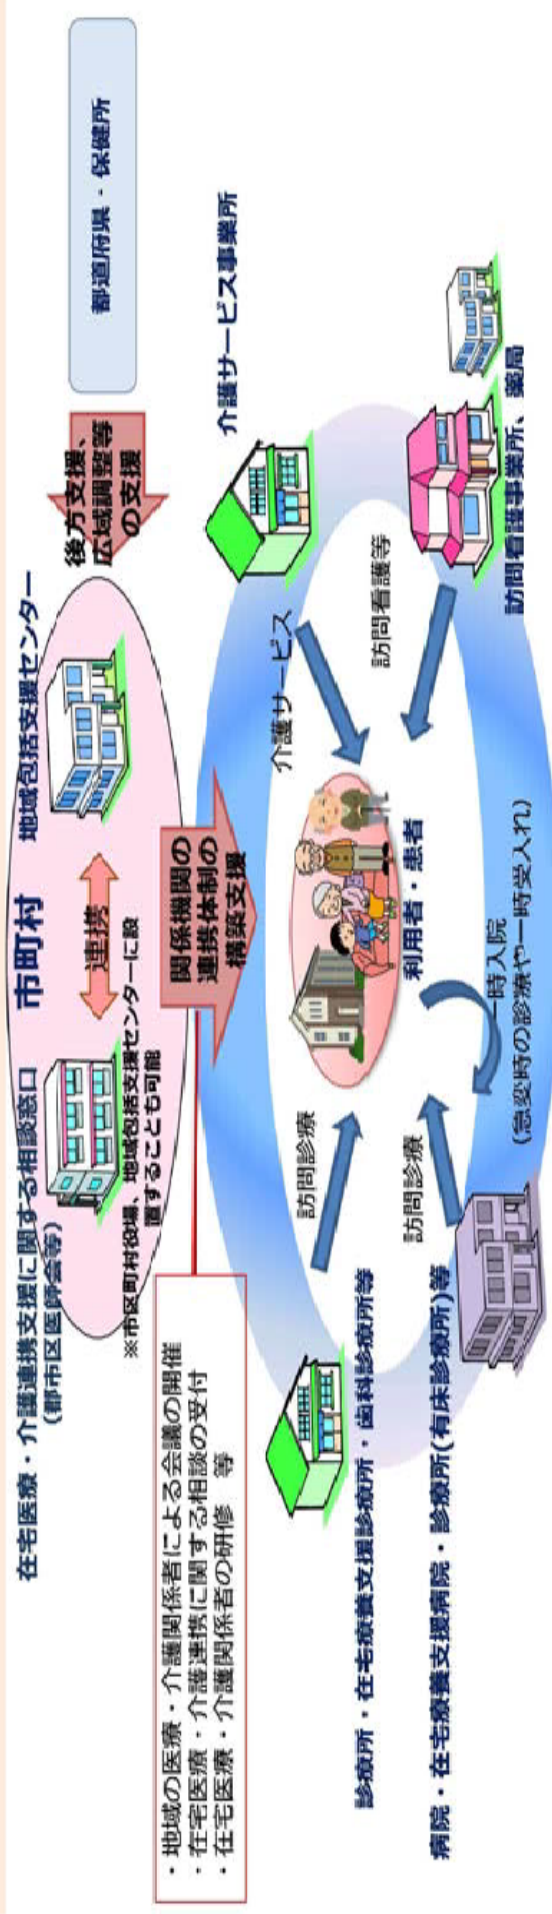 在宅医療・介護連携支援に関する相談窓口
(郡市区医師会等)
市町村
地域包括支援センター
連携
※市区町村役場、地域包括支援センターに設
置することも可能
後方支援、
広域調整等
の支援
都道府県・保健所
・地域の医療・介護関係者による会議の開催
・在宅医療・介護連携に関する相談の受付
・在宅医療・介護関係者の研修　等
関係機関の
連携体制の
構築支援
介護サービス事業所
介護サービス
訪問看護等
訪問診療
利用者・患者
訪問診療
一時入院
(急変時の診療や一時受入れ)
訪問看護事業所、薬局
診療所・在宅療養支援診療所・歯科診療所等
病院・在宅療養支援病院・診療所(有床診療所)等